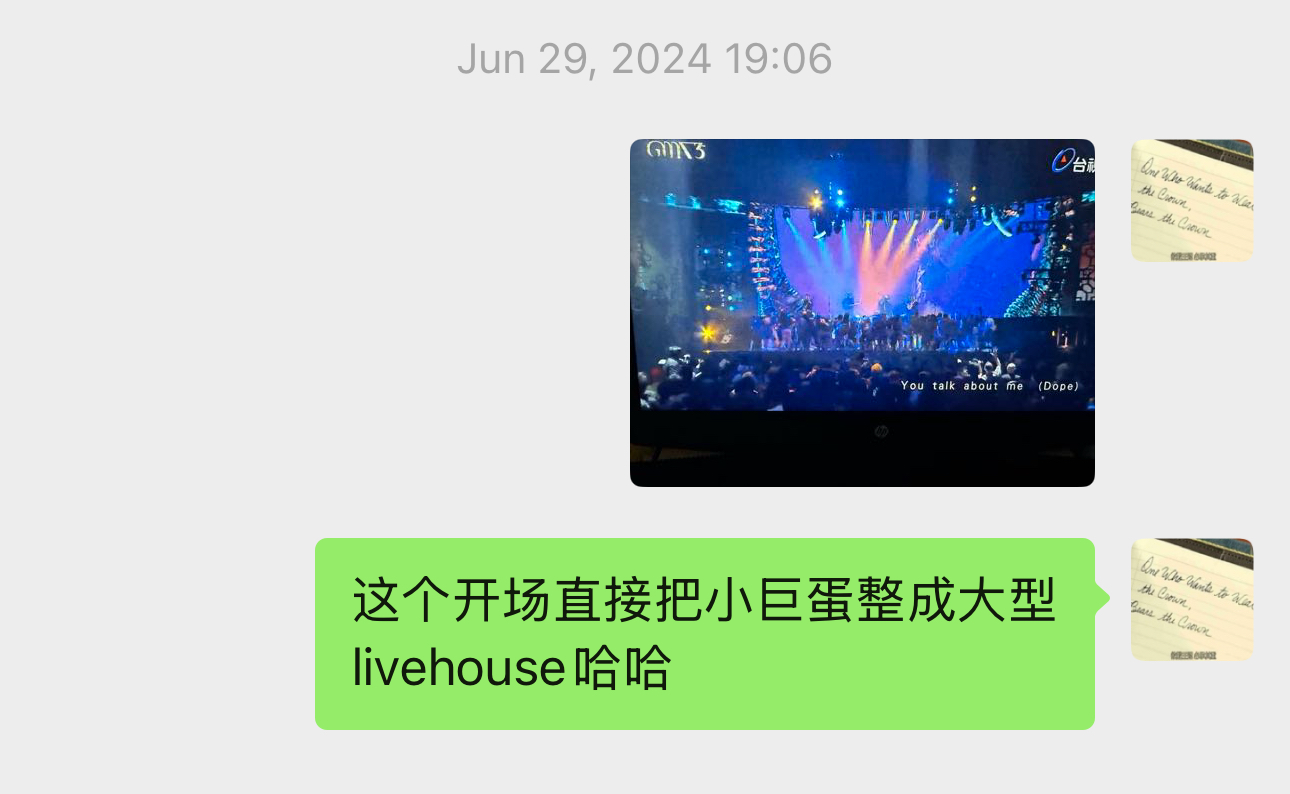 Jun 29, 2024 19:06
GMA35
台視
You talk about me (Dope)
One Who Wants to Wear
the Crown,
Bears the Crown
这个开场直接把小巨蛋整成大型
livehouse哈哈
One Who Wants to Wear
the Crown,
Bears the Crown